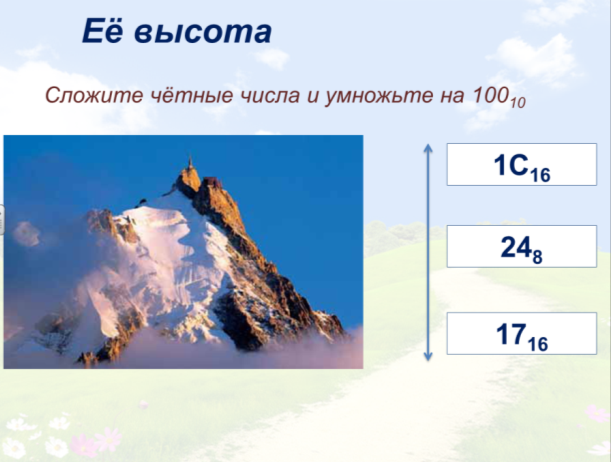 Её высота
Сложите чётные числа и умножьте на 100₁₀
1C₁₆
24₈
17₁₆